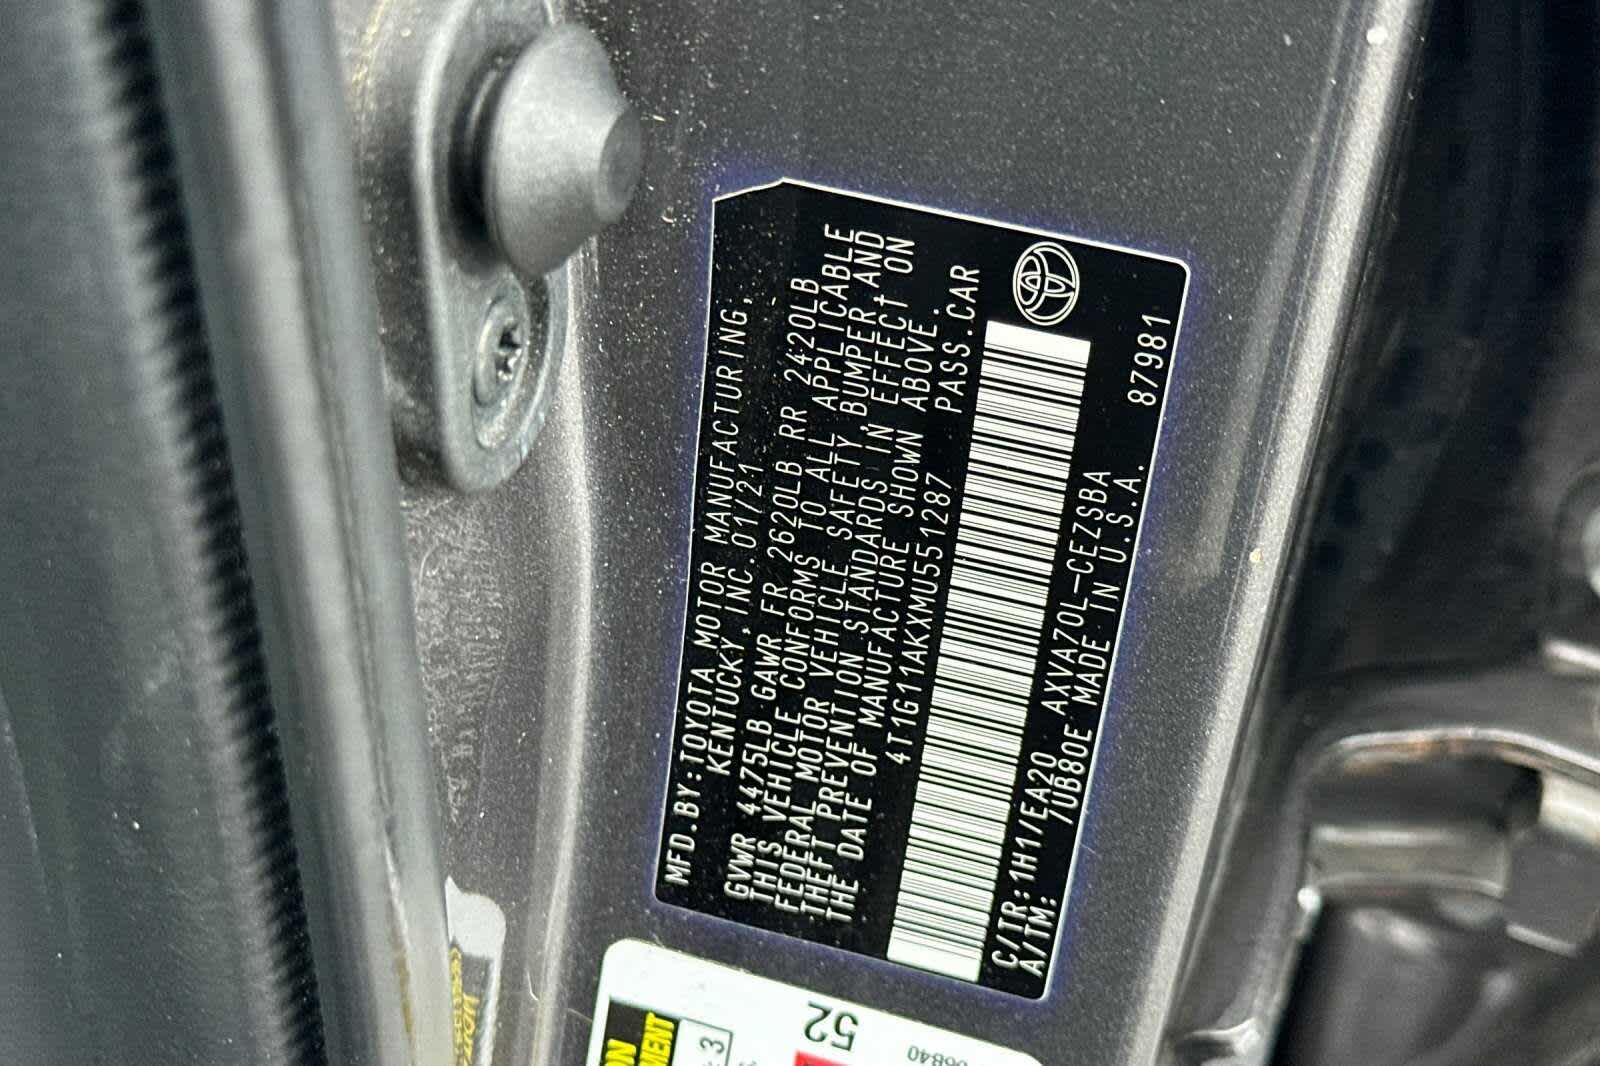 MFD.BY:TOYOTA MOTOR MANUFACTURING,
KENTUCKY,INC. 01/21
GVWR 4475LB GAWR FR 2620LB RR 2420LB
THIS VEHICLE CONFORMS TO ALL APPLICABLE
FEDERAL MOTOR VEHICLE SAFETY,BUMPER,AND
THEFT PREVENTION STANDARDS IN EFFECT ON
THE DATE OF MANUFACTURE SHOWN ABOVE.
4T1G11AKXMU551287 PASS.CAR
C/TR:1H1/EA20 AXVA70L-CEZSBA 87981
A/TM: /UB80E MADE IN U.S.A.
52